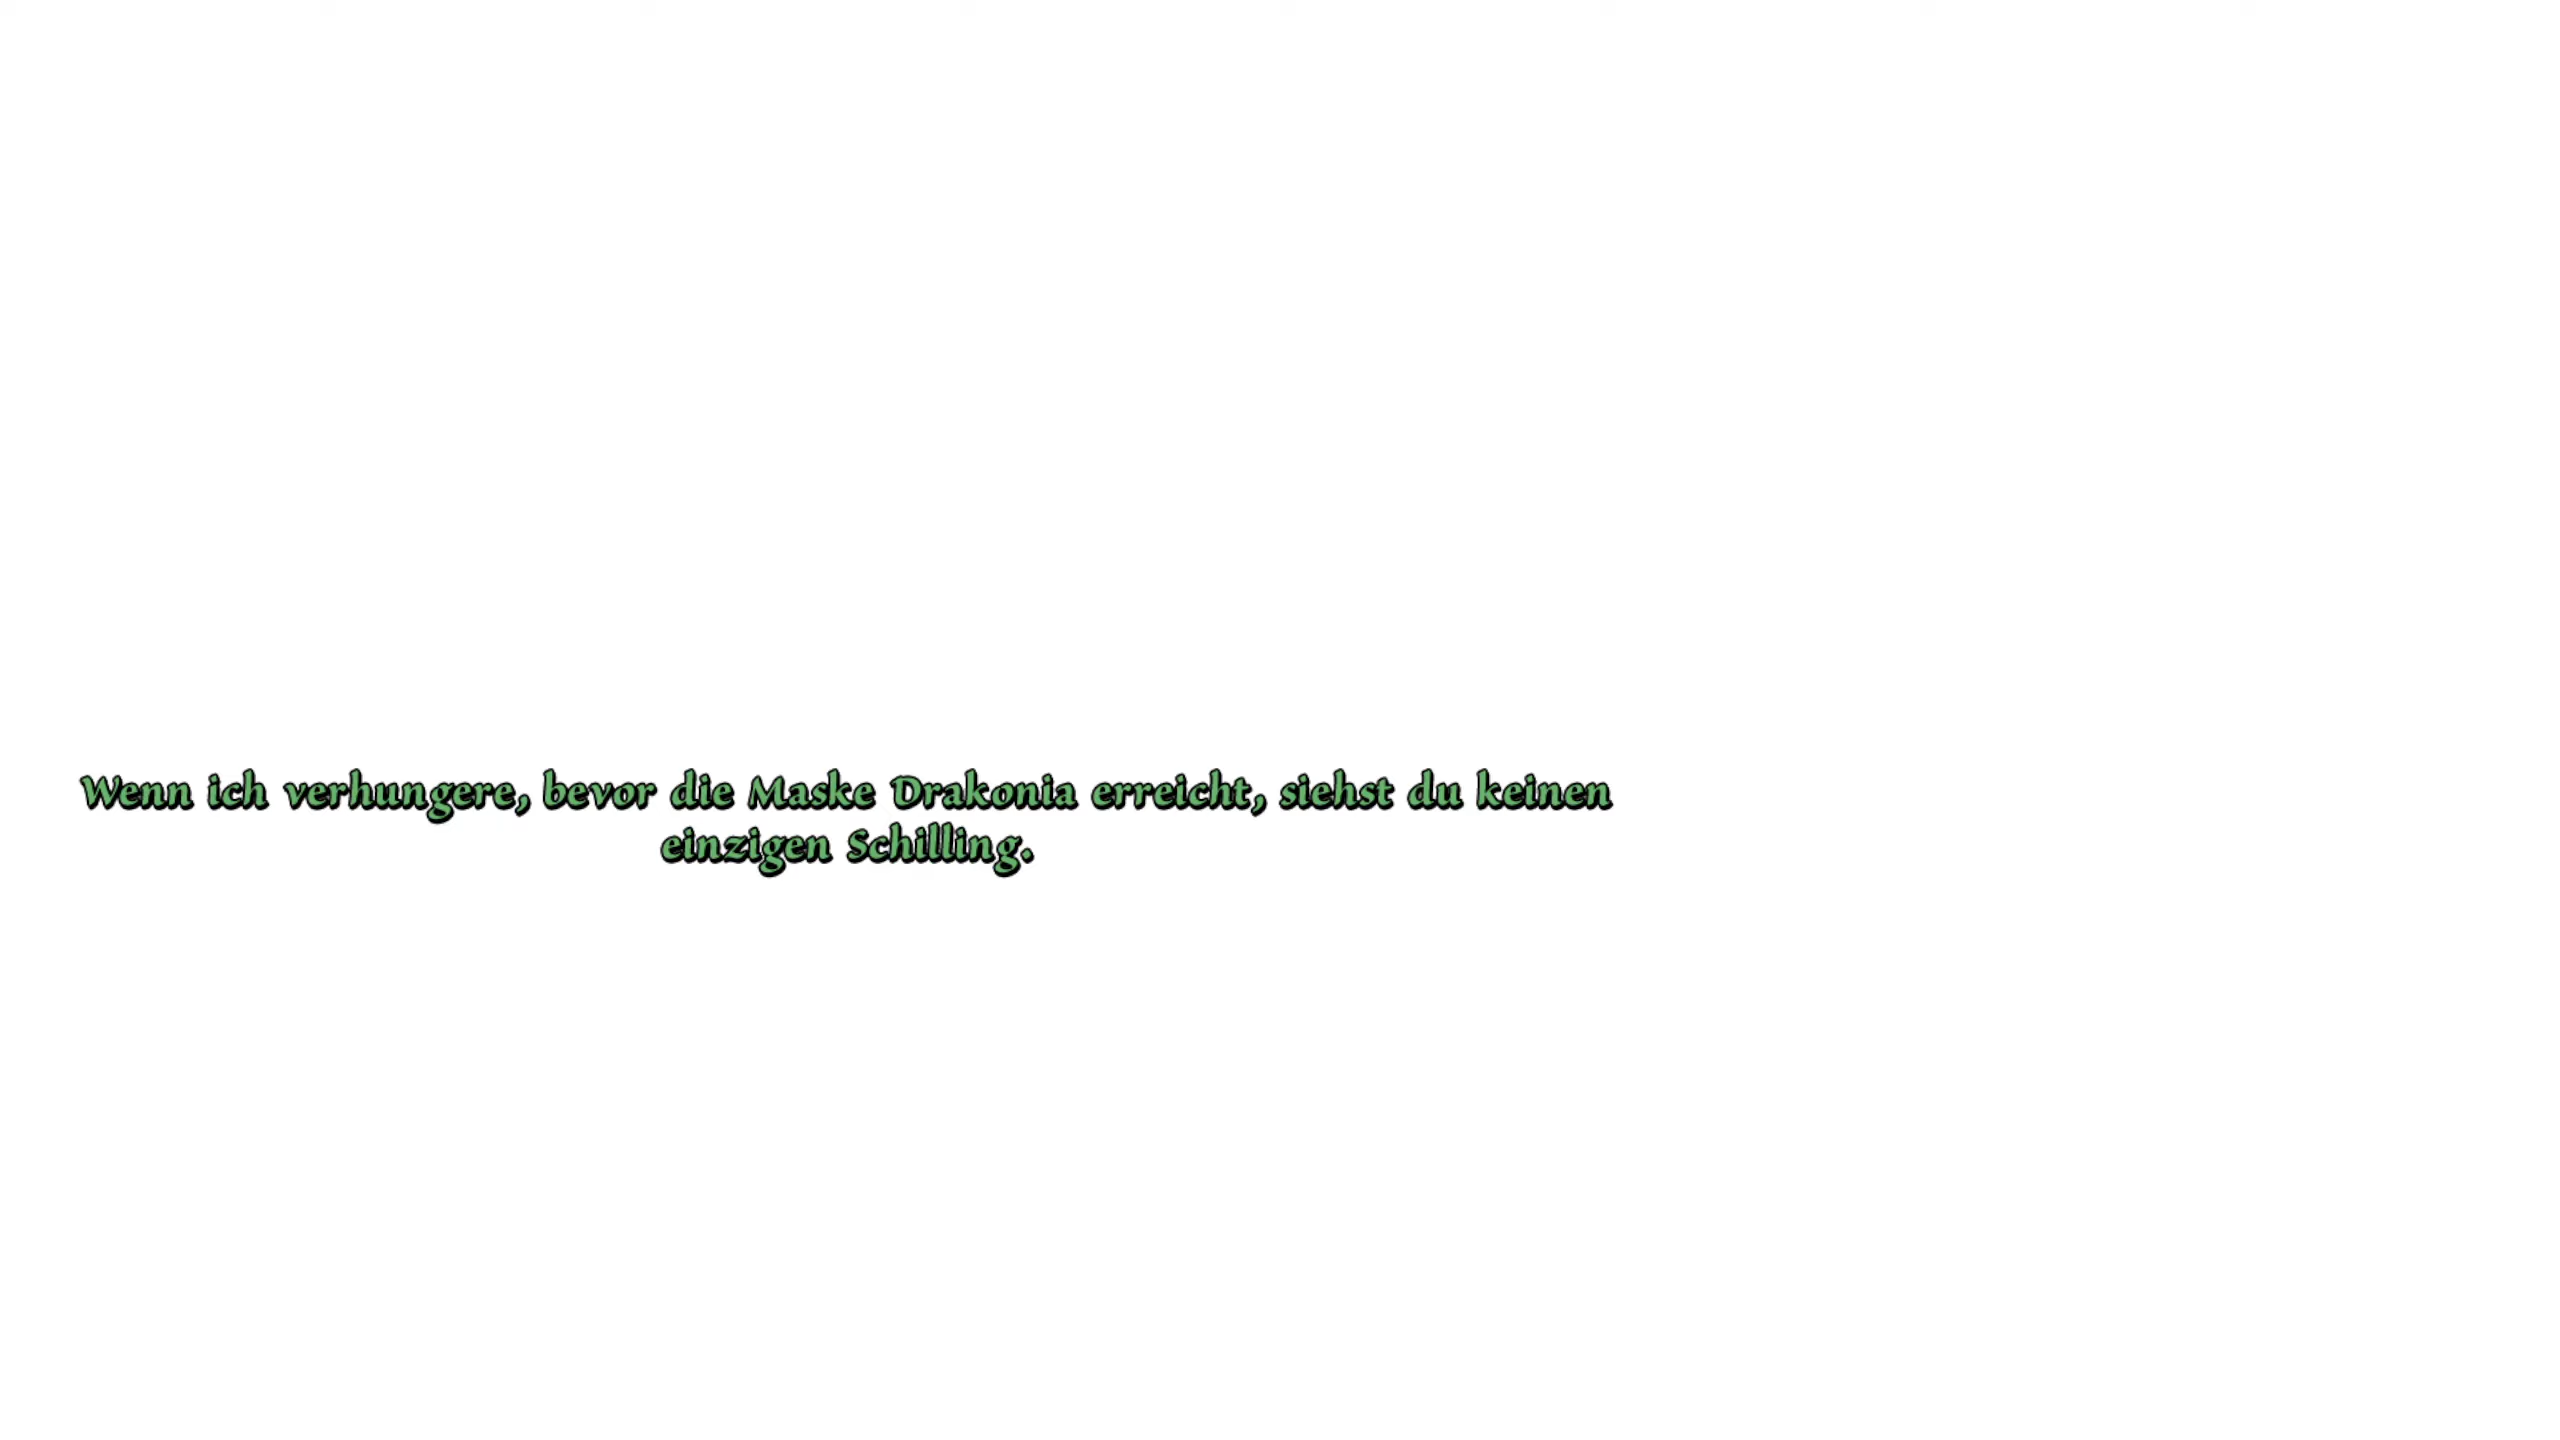 Wenn ich verhungere, bevor die Maske Drakonia erreicht, siehst du keinen
einzigen Schilling.